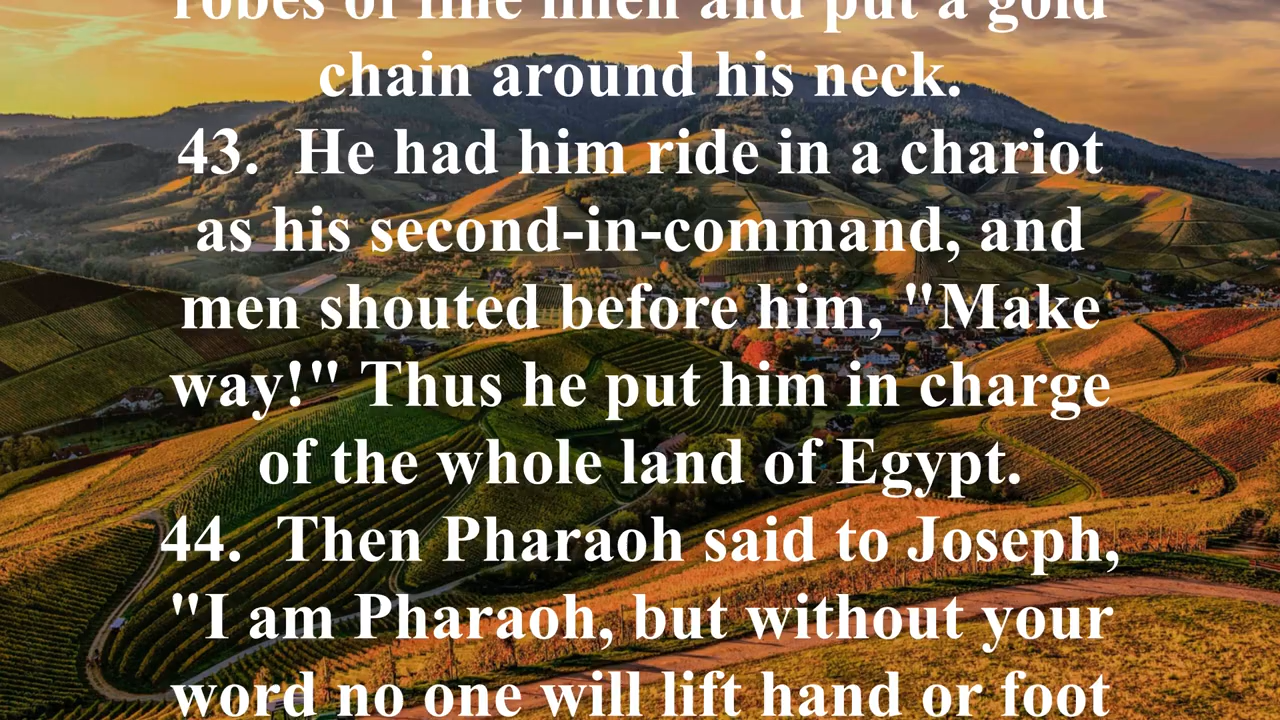 robes of fine linen and put a gold
chain around his neck.
43. He had him ride in a chariot
as his second-in-command, and
men shouted before him, "Make
way!" Thus he put him in charge
of the whole land of Egypt.
44. Then Pharaoh said to Joseph,
"I am Pharaoh, but without your
word no one will lift hand or foot